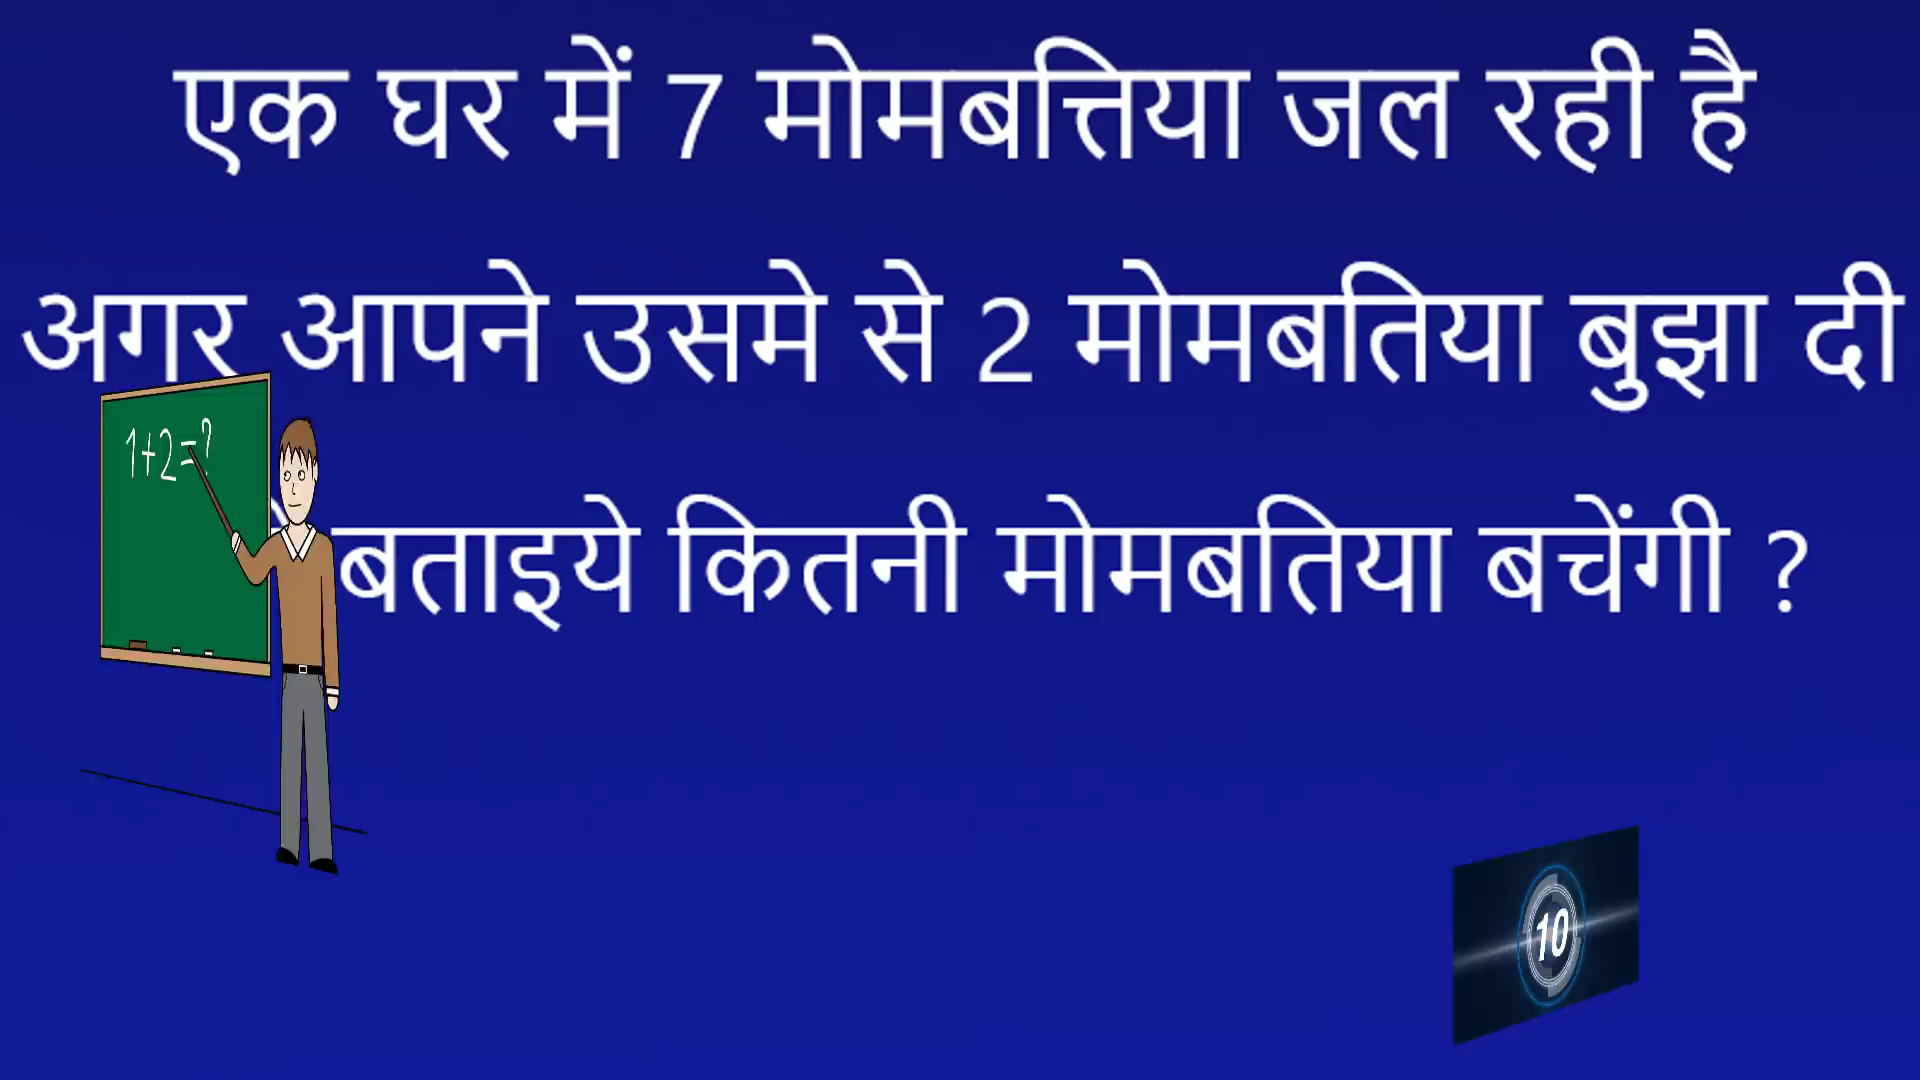 एक घर में 7 मोमबत्तिया जल रही है
अगर आपने उसमे से 2 मोमबतिया बुझा दी
बताइये कितनी मोमबतिया बचेंगी ?
1+2=?
10